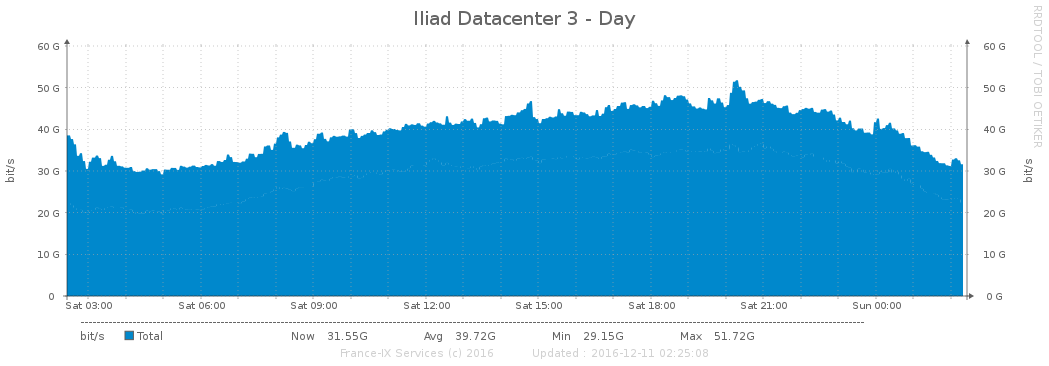 Iliad Datacenter 3 - Day
RRDTOOL / TOBI OETIKER
60 G 60 G
50 G 50 G
40 G 40 G
30 G 30 G
20 G 20 G
10 G 10 G
0 0 G
bit/s bit/s
Sat 03:00 Sat 06:00 Sat 09:00 Sat 12:00 Sat 15:00 Sat 18:00 Sat 21:00 Sun 00:00
bit/s Total Now 31.55G Avg 39.72G Min 29.15G Max 51.72G
France-IX Services (c) 2016 Updated : 2016-12-11 02:25:08